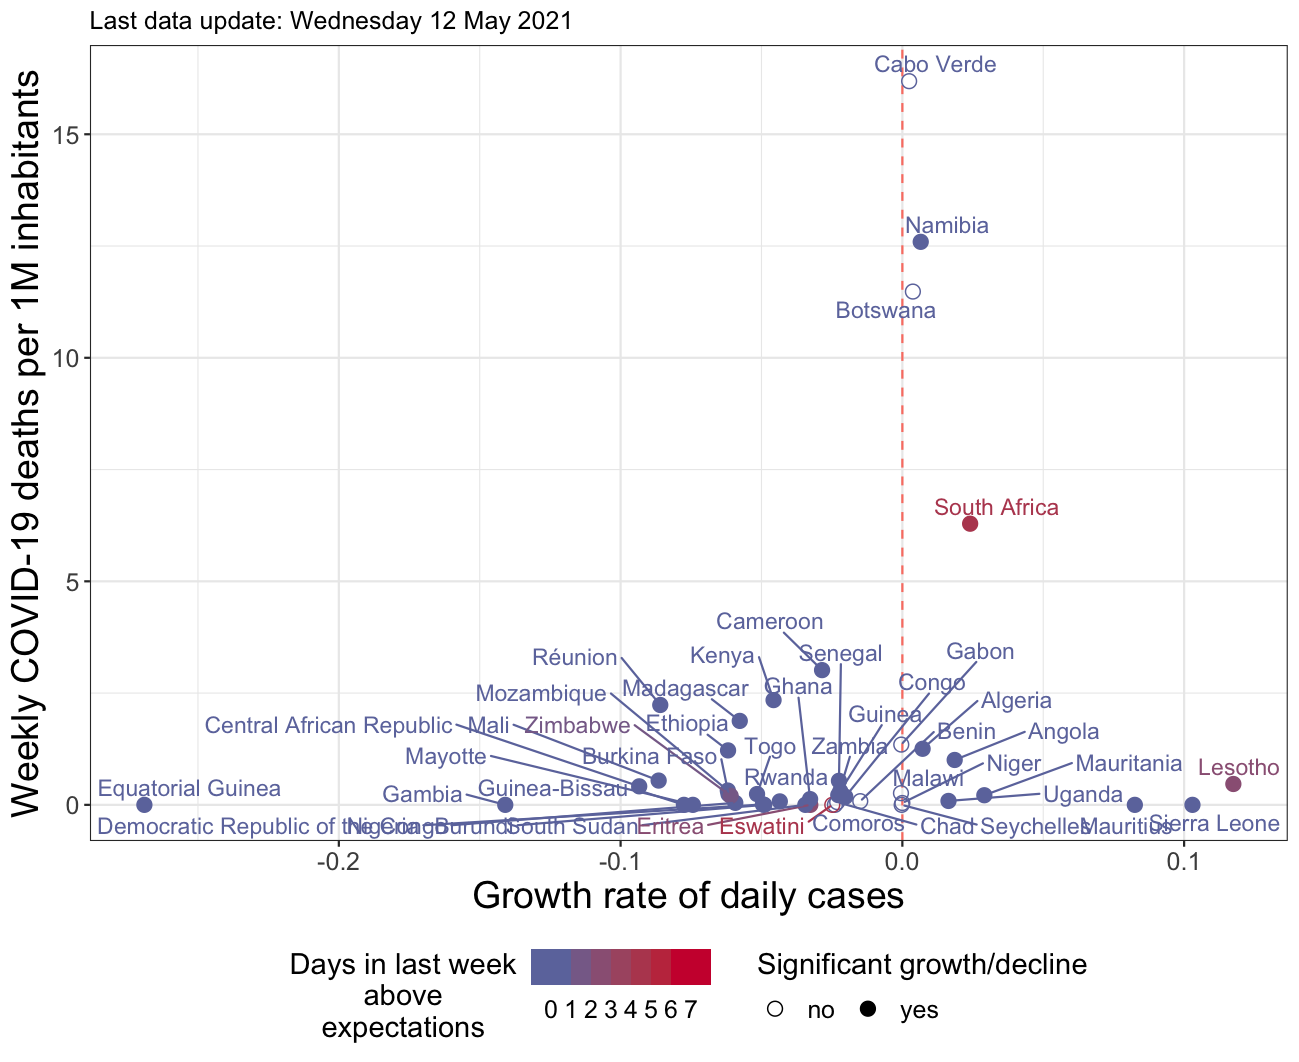 Last data update: Wednesday 12 May 2021
Weekly COVID-19 deaths per 1M inhabitants
15
10
5
0
Cabo Verde
Namibia
Botswana
South Africa
Cameroon
Réunion
Kenya
Senegal
Gabon
Mozambique
Madagascar
Ghana
Congo
Algeria
Central African Republic
Mali
Zimbabwe
Ethiopia
Guinea
Benin
Angola
Mayotte
Burkina Faso
Togo
Zambia
Niger
Mauritania
Lesotho
Equatorial Guinea
Gambia
Guinea-Bissau
Rwanda
Malawi
Uganda
Democratic Republic of the Congo
Nigeria
Burundi
South Sudan
Eritrea
Eswatini
Comoros
Chad
Seychelles
Mauritius
Sierra Leone
-0.2
-0.1
0.0
0.1
Growth rate of daily cases
Days in last week
above
expectations
0 1 2 3 4 5 6 7
Significant growth/decline
no
yes